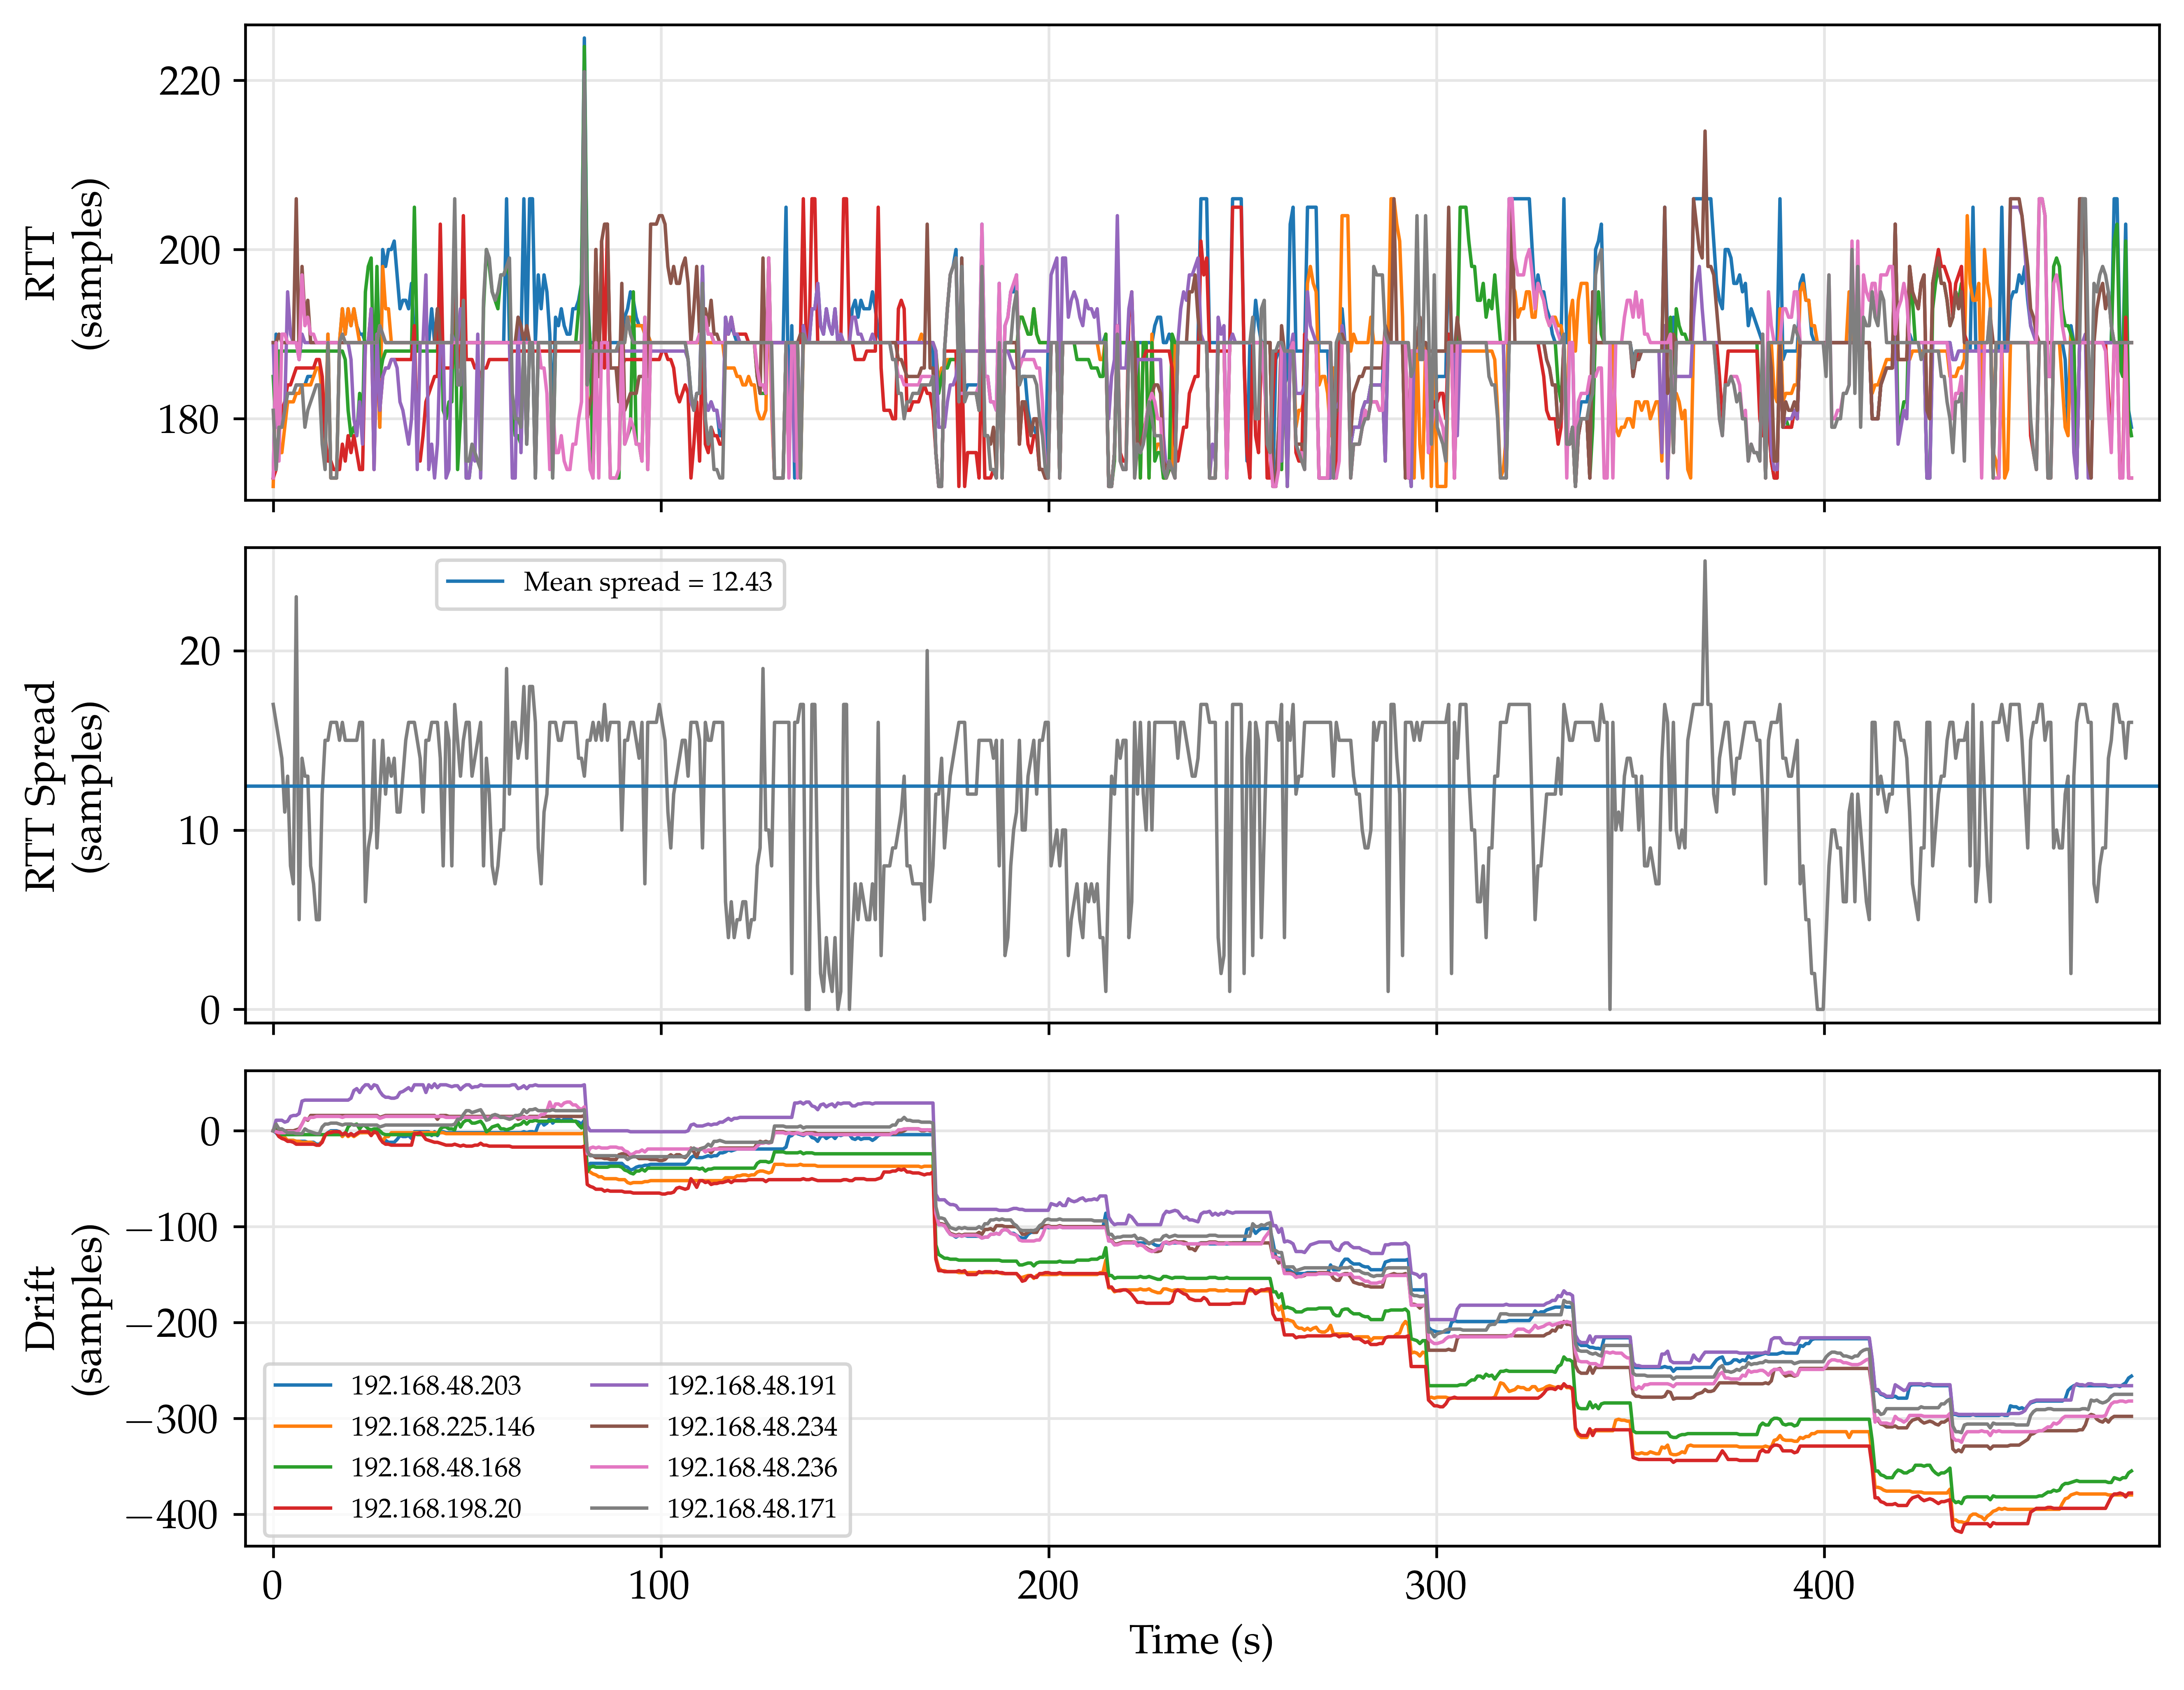 RTT
(samples)
220
200
180
RTT Spread
(samples)
20
10
0
Mean spread = 12.43
Drift
(samples)
0
−100
−200
−300
−400
192.168.48.203
192.168.225.146
192.168.48.168
192.168.198.20
192.168.48.191
192.168.48.234
192.168.48.236
192.168.48.171
0 100 200 300 400
Time (s)